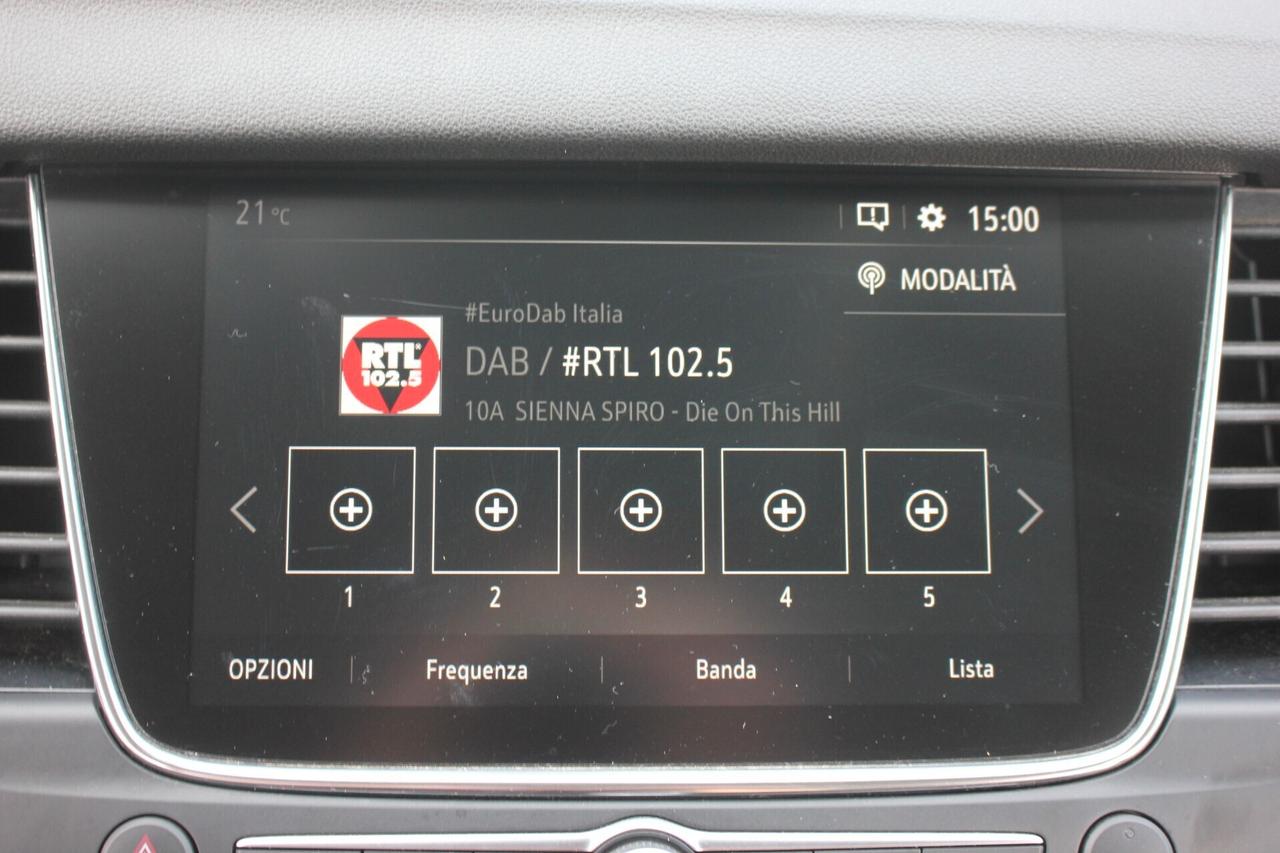 21 °C 15:00
MODALITÀ
#EuroDab Italia
RTL
102.5
DAB / #RTL 102.5
10A SIENNA SPIRO - Die On This Hill
1 2 3 4 5
OPZIONI Frequenza Banda Lista